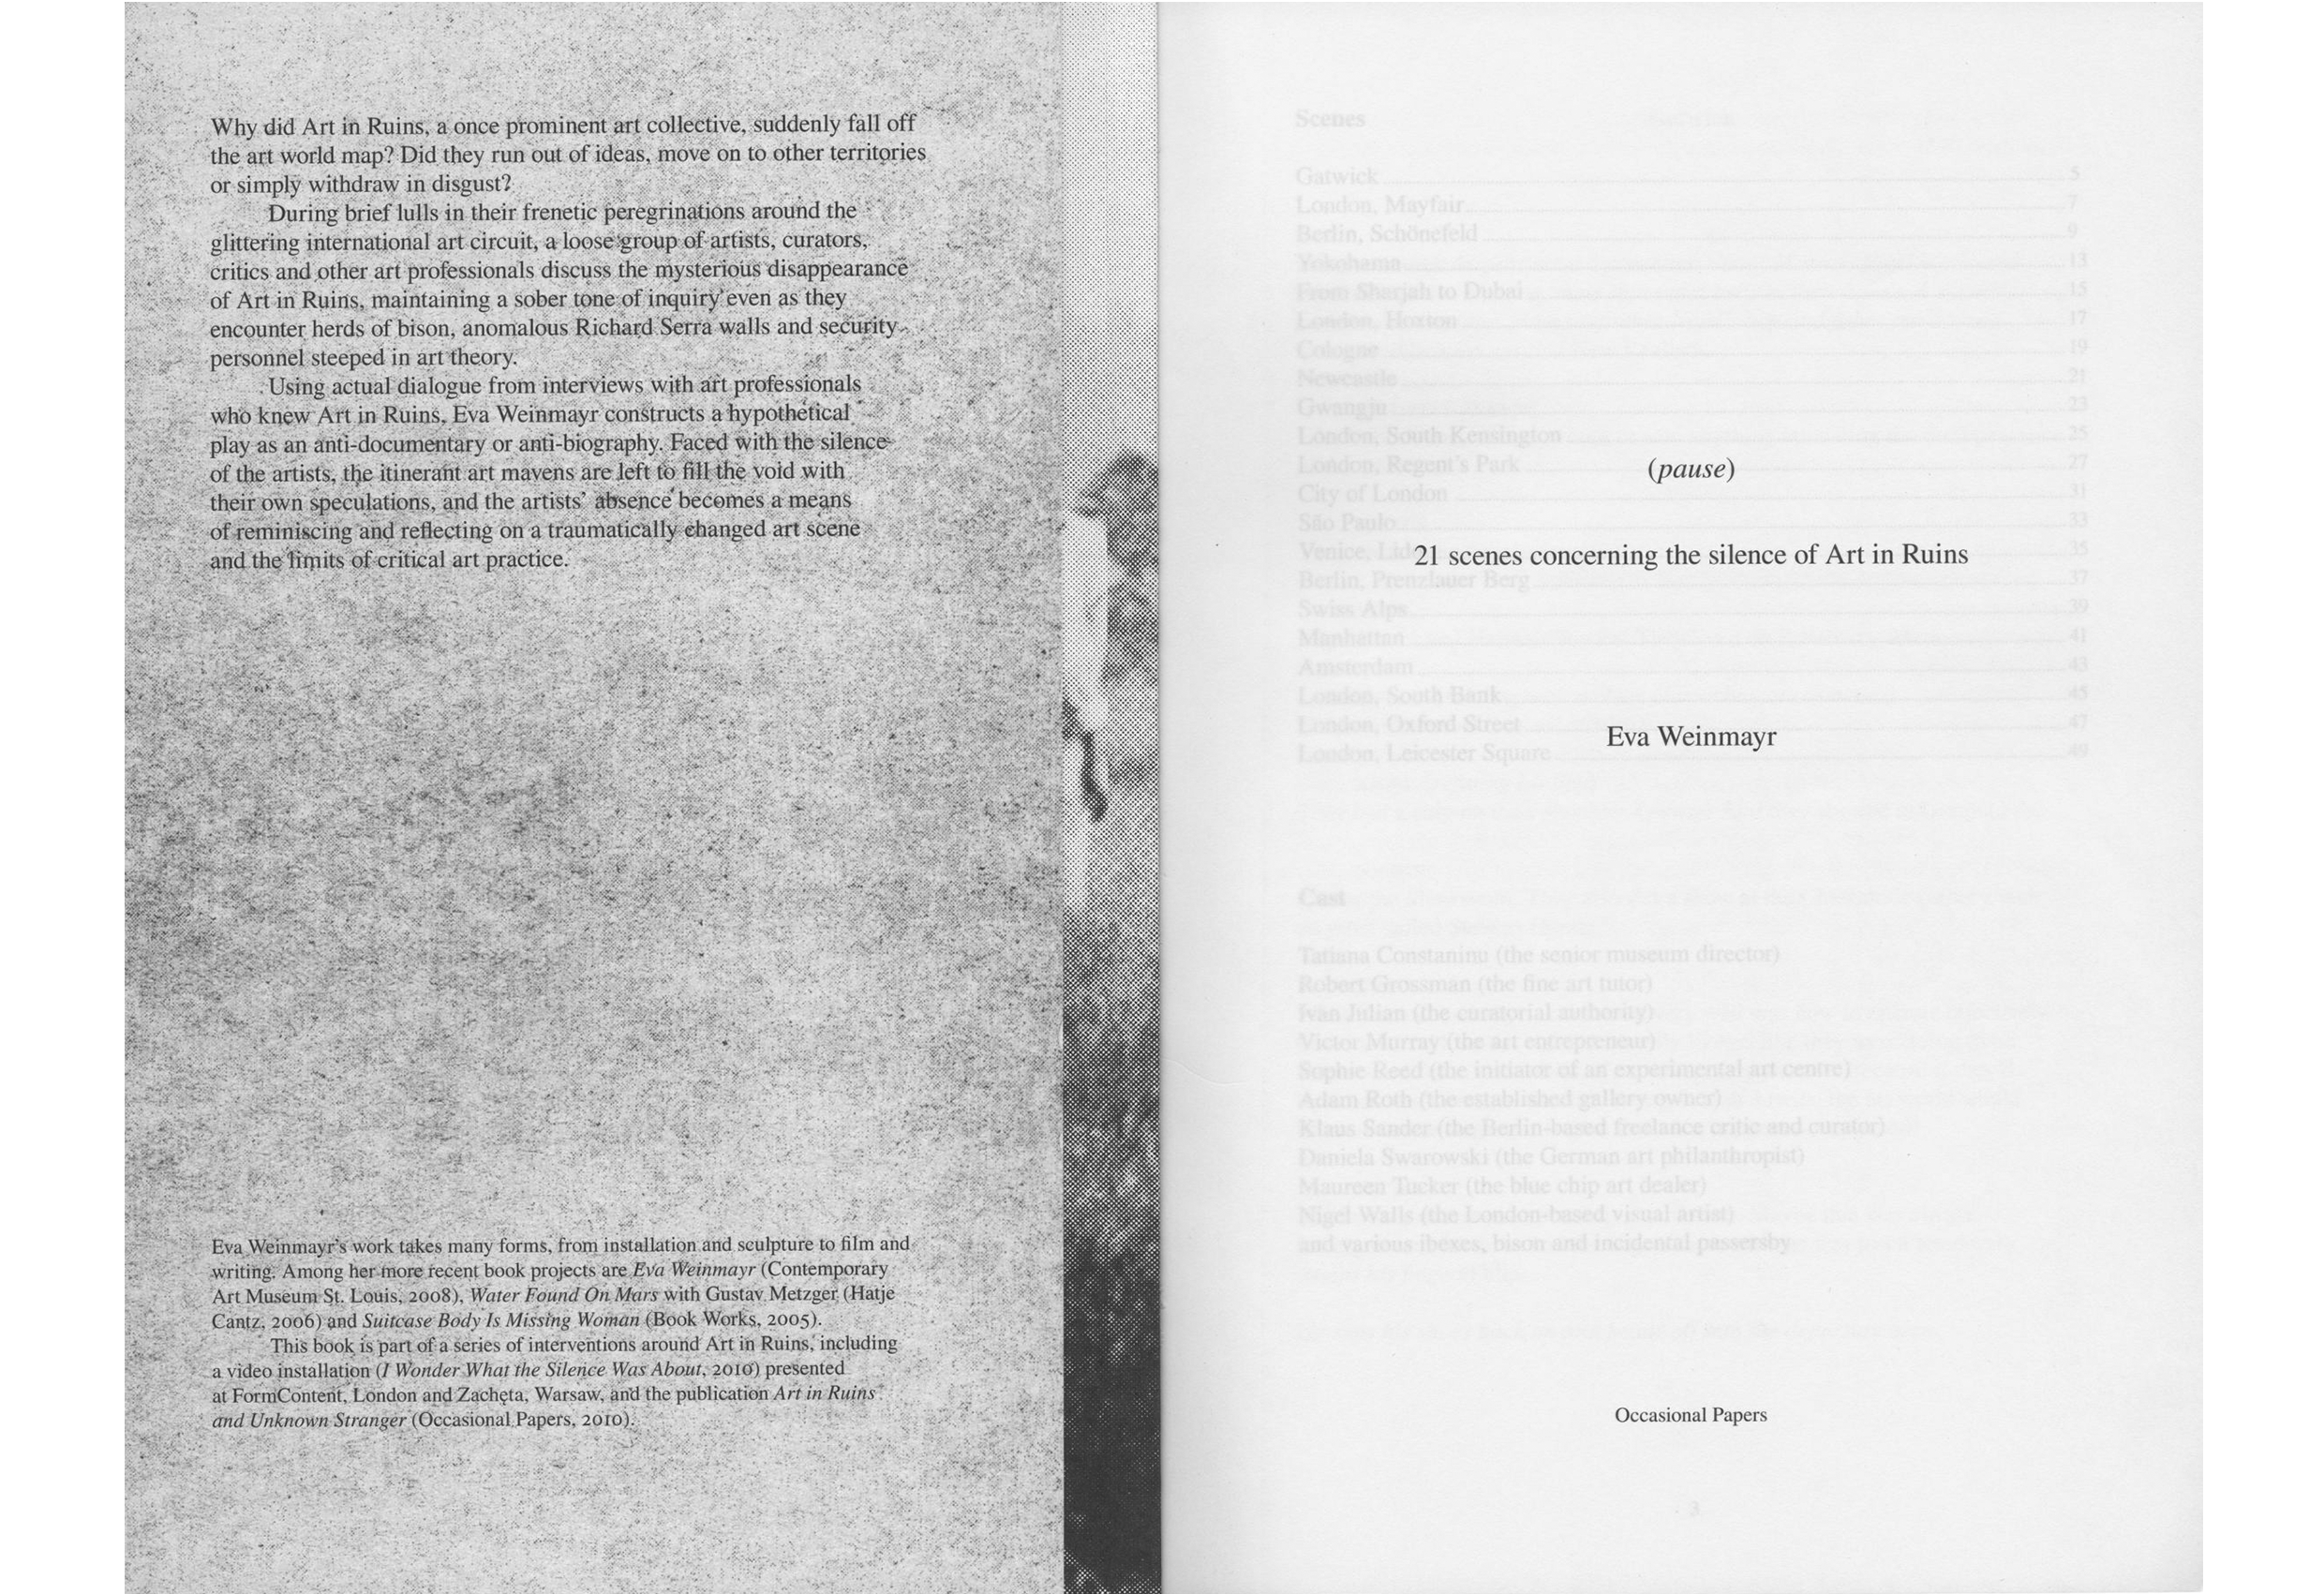 Why did Art in Ruins, a once prominent art collective, suddenly fall off
the art world map? Did they run out of ideas, move on to other territories
or simply withdraw in disgust?
During brief lulls in their frenetic peregrinations around the
glittering international art circuit, a loose group of artists, curators,
critics and other art professionals discuss the mysterious disappearance
of Art in Ruins, maintaining a sober tone of inquiry even as they
encounter herds of bison, anomalous Richard Serra walls and security
personnel steeped in art theory.
Using actual dialogue from interviews with art professionals
who knew Art in Ruins, Eva Weinmayr constructs a hypothetical
play as an anti-documentary or anti-biography. Faced with the silence
of the artists, the itinerant art mavens are left to fill the void with
their own speculations, and the artists’ absence becomes a means
of reminiscing and reflecting on a traumatically changed art scene
and the limits of critical art practice.
Eva Weinmayr’s work takes many forms, from installation and sculpture to film and
writing. Among her more recent book projects are Eva Weinmayr (Contemporary
Art Museum St. Louis, 2008), Water Found On Mars with Gustav Metzger (Hatje
Cantz, 2006) and Suitcase Body Is Missing Woman (Book Works, 2005).
This book is part of a series of interventions around Art in Ruins, including
a video installation (I Wonder What the Silence Was About, 2010) presented
at FormContent, London and Zachęta, Warsaw, and the publication Art in Ruins
and Unknown Stranger (Occasional Papers, 2010).
(pause)
21 scenes concerning the silence of Art in Ruins
Eva Weinmayr
Occasional Papers
Scenes
Gatwick 5
London, Mayfair 7
Berlin, Schönefeld 9
Yokohama 13
From Sharjah to Dubai 15
London, Hoxton 17
Cologne 19
Newcastle 21
Gwangju 23
London, South Kensington 25
London, Regent’s Park 27
City of London 31
São Paulo 33
Venice, 35
Berlin, Prenzlauer Berg 37
Swiss Alps 39
Manhattan 41
Amsterdam 43
London, South Bank 45
London, Oxford Street 47
London, Leicester Square 49
Cast
Tatiana Constaninu (the senior museum director)
Robert Grossman (the fine art tutor)
Ivan Julian (the curatorial authority)
Victor Murray (the art entrepreneur)
Sophie Reed (the initiator of an experimental art centre)
Adam Roth (the established gallery owner)
Klaus Sander (the Berlin-based freelance critic and curator)
Daniela Swarowski (the German art philanthropist)
Maureen Tucker (the blue chip art dealer)
Nigel Walls (the London-based visual artist)
and various ibexes, bison and incidental passersby
3